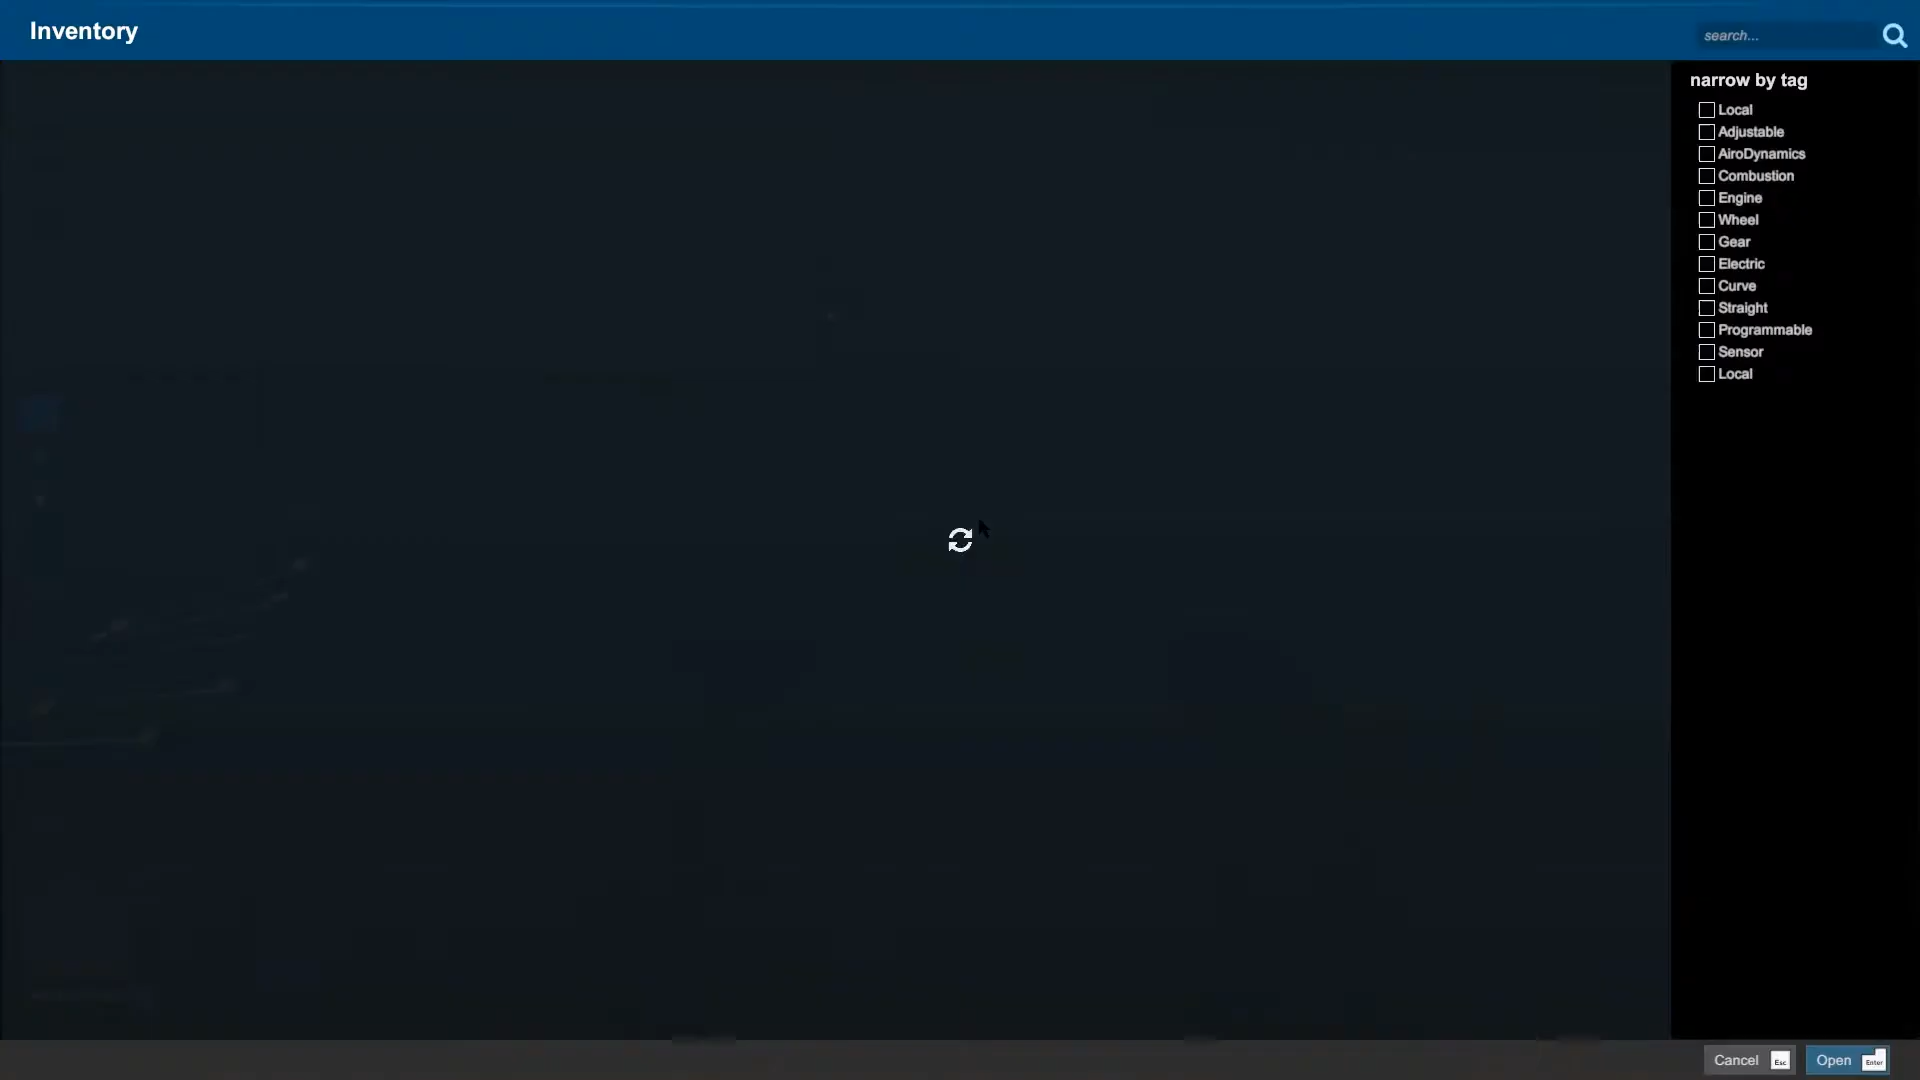 Inventory
search...
narrow by tag
Local
Adjustable
AiroDynamics
Combustion
Engine
Wheel
Gear
Electric
Curve
Straight
Programmable
Sensor
Local
Cancel Esc
Open Enter